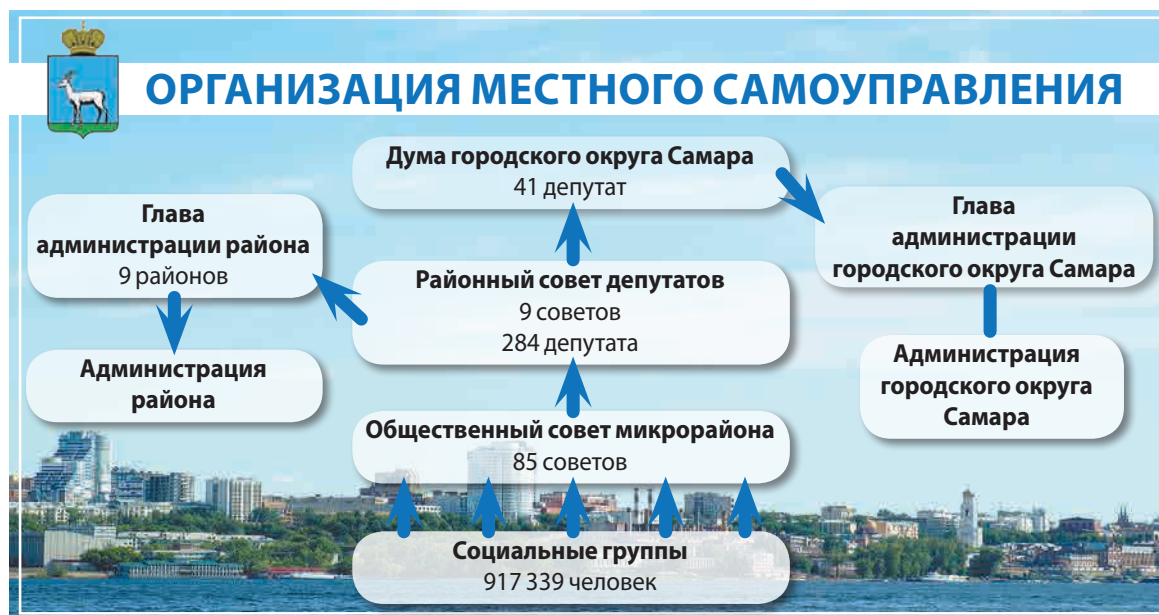 ОРГАНИЗАЦИЯ МЕСТНОГО САМОУПРАВЛЕНИЯ
Дума городского округа Самара
41 депутат
Глава
администрации района
9 районов
Глава
администрации
городского округа Самара
Районный совет депутатов
9 советов
284 депутата
Администрация
района
Администрация
городского округа
Самара
Общественный совет микрорайона
85 советов
Социальные группы
917 339 человек